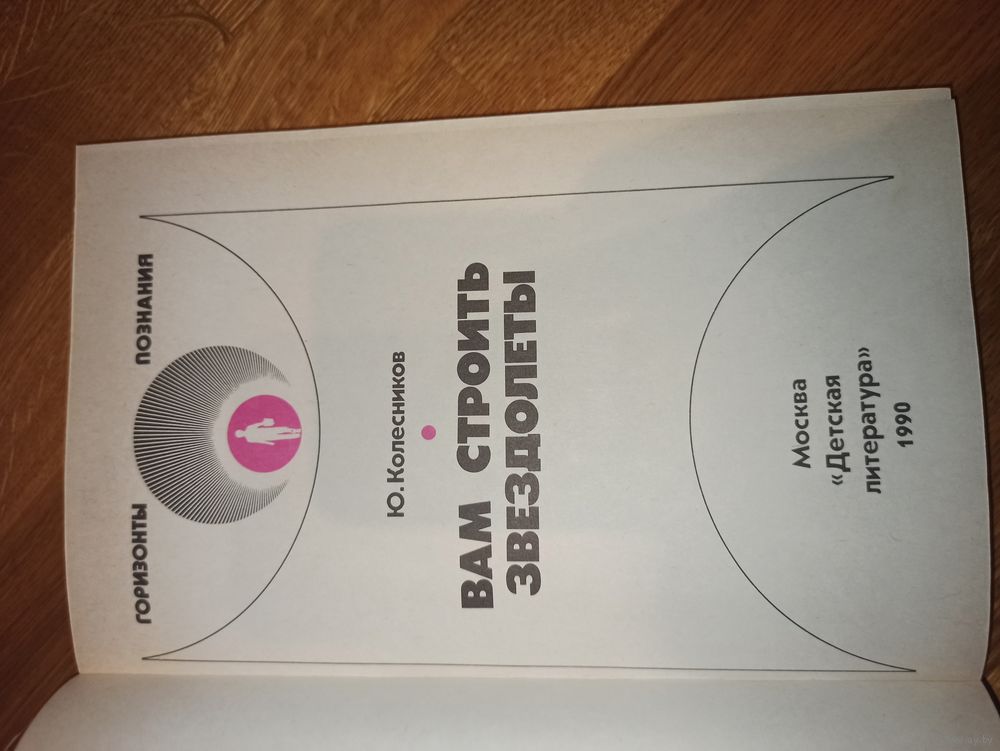 ГОРИЗОНТЫ ПОЗНАНИЯ
Ю.Колесников
ВАМ СТРОИТЬ
ЗВЕЗДОЛЕТЫ
Москва
«Детская
литература»
1990